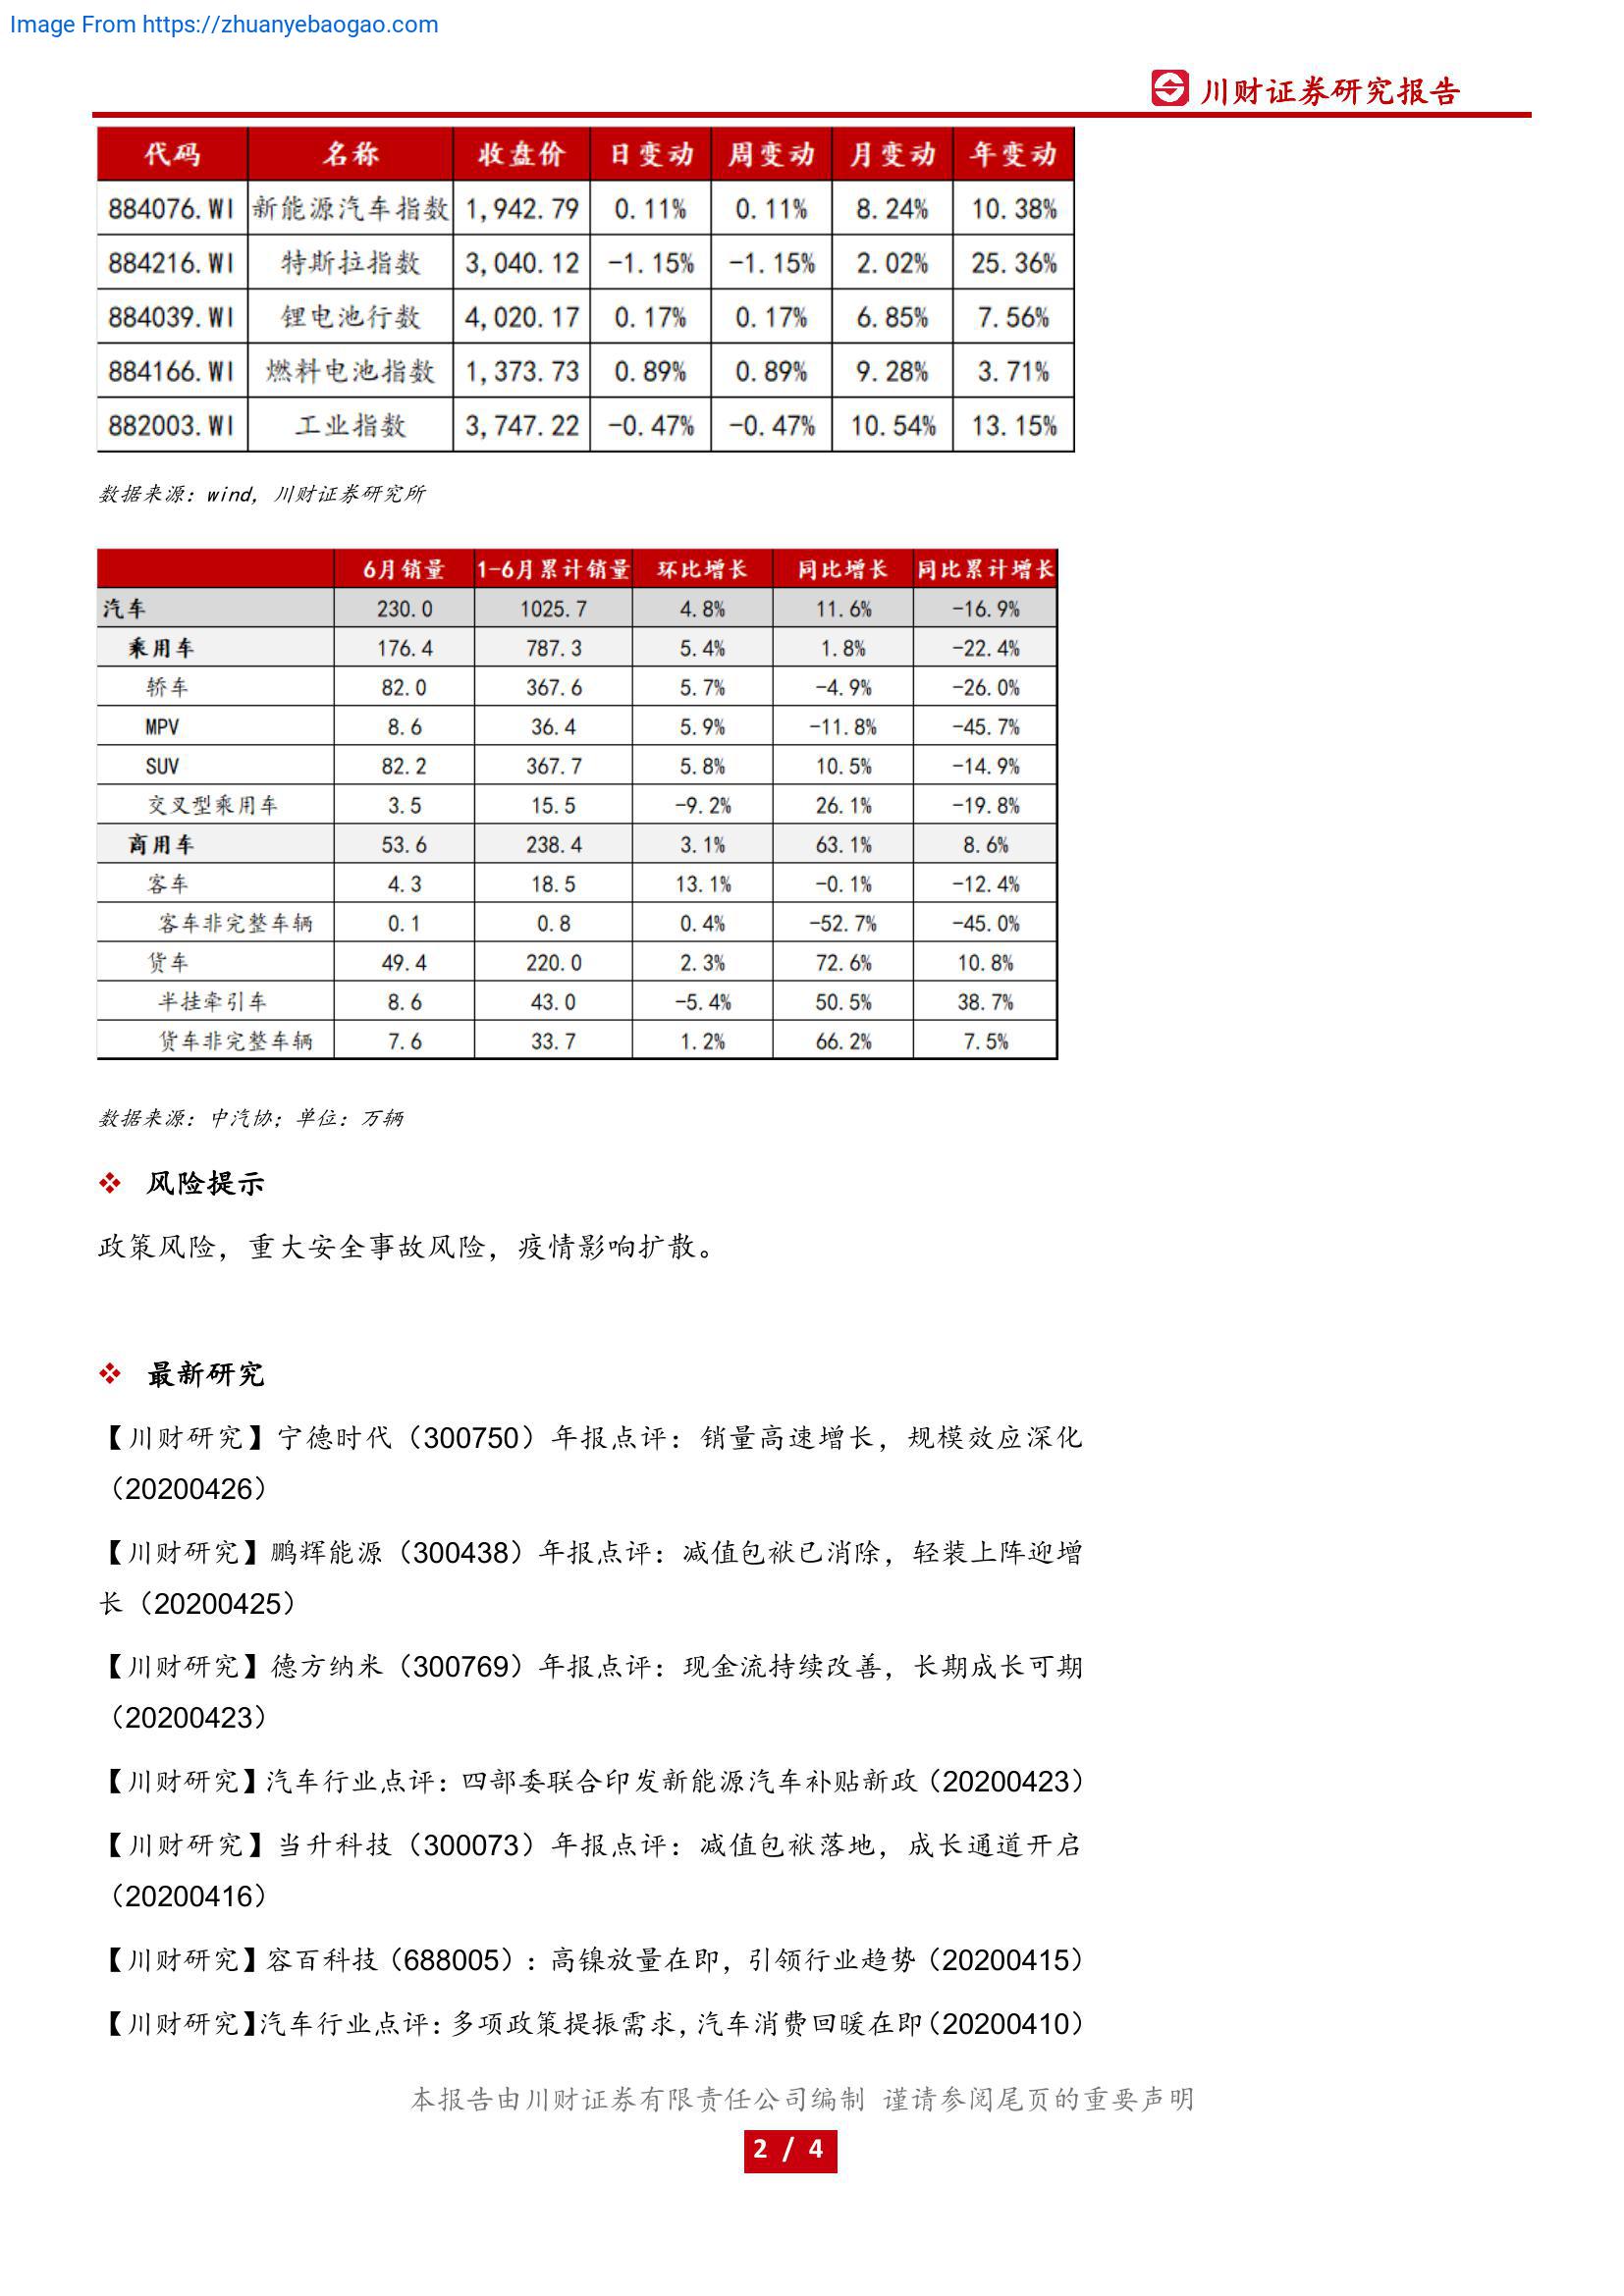 Image From https://zhuanyebaogao.com
川财证券研究报告
代码 名称 收盘价 日变动 周变动 月变动 年变动
884076.WI 新能源汽车指数 1,942.79 0.11% 0.11% 8.24% 10.38%
884216.WI 特斯拉指数 3,040.12 -1.15% -1.15% 2.02% 25.36%
884039.WI 锂电池行数 4,020.17 0.17% 0.17% 6.85% 7.56%
884166.WI 燃料电池指数 1,373.73 0.89% 0.89% 9.28% 3.71%
882003.WI 工业指数 3,747.22 -0.47% -0.47% 10.54% 13.15%
数据来源：wind，川财证券研究所
6月销量 1-6月累计销量 环比增长 同比增长 同比累计增长
汽车 230.0 1025.7 4.8% 11.6% -16.9%
乘用车 176.4 787.3 5.4% 1.8% -22.4%
轿车 82.0 367.6 5.7% -4.9% -26.0%
MPV 8.6 36.4 5.9% -11.8% -45.7%
SUV 82.2 367.7 5.8% 10.5% -14.9%
交叉型乘用车 3.5 15.5 -9.2% 26.1% -19.8%
商用车 53.6 238.4 3.1% 63.1% 8.6%
客车 4.3 18.5 13.1% -0.1% -12.4%
客车非完整车辆 0.1 0.8 0.4% -52.7% -45.0%
货车 49.4 220.0 2.3% 72.6% 10.8%
半挂牵引车 8.6 43.0 -5.4% 50.5% 38.7%
货车非完整车辆 7.6 33.7 1.2% 66.2% 7.5%
数据来源：中汽协；单位：万辆
❖ 风险提示
政策风险，重大安全事故风险，疫情影响扩散。
❖ 最新研究
【川财研究】宁德时代（300750）年报点评：销量高速增长，规模效应深化
（20200426）
【川财研究】鹏辉能源（300438）年报点评：减值包袱已消除，轻装上阵迎增
长（20200425）
【川财研究】德方纳米（300769）年报点评：现金流持续改善，长期成长可期
（20200423）
【川财研究】汽车行业点评：四部委联合印发新能源汽车补贴新政（20200423）
【川财研究】当升科技（300073）年报点评：减值包袱落地，成长通道开启
（20200416）
【川财研究】容百科技（688005）：高镍放量在即，引领行业趋势（20200415）
【川财研究】汽车行业点评：多项政策提振需求，汽车消费回暖在即（20200410）
本报告由川财证券有限责任公司编制 谨请参阅尾页的重要声明
2 / 4